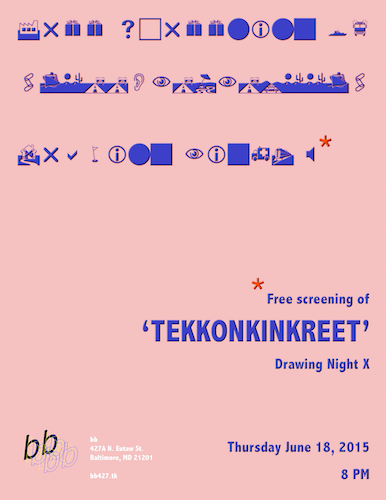 *
*
Free screening of
‘TEKKONKINKREET’
Drawing Night X
bb
bb
427A N. Eutaw St.
Baltimore, MD 21201
bb427.tk
Thursday June 18, 2015
8 PM